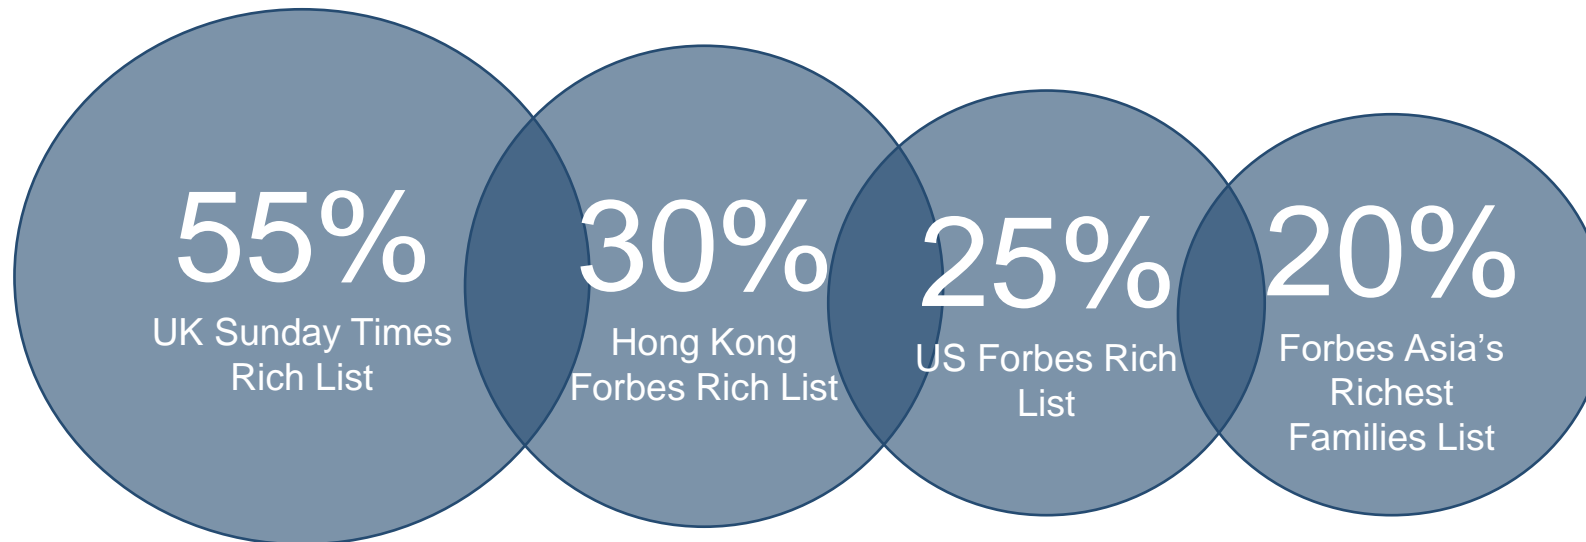 55%
UK Sunday Times
Rich List
30%
Hong Kong
Forbes Rich List
25%
US Forbes Rich
List
20%
Forbes Asia’s
Richest
Families List